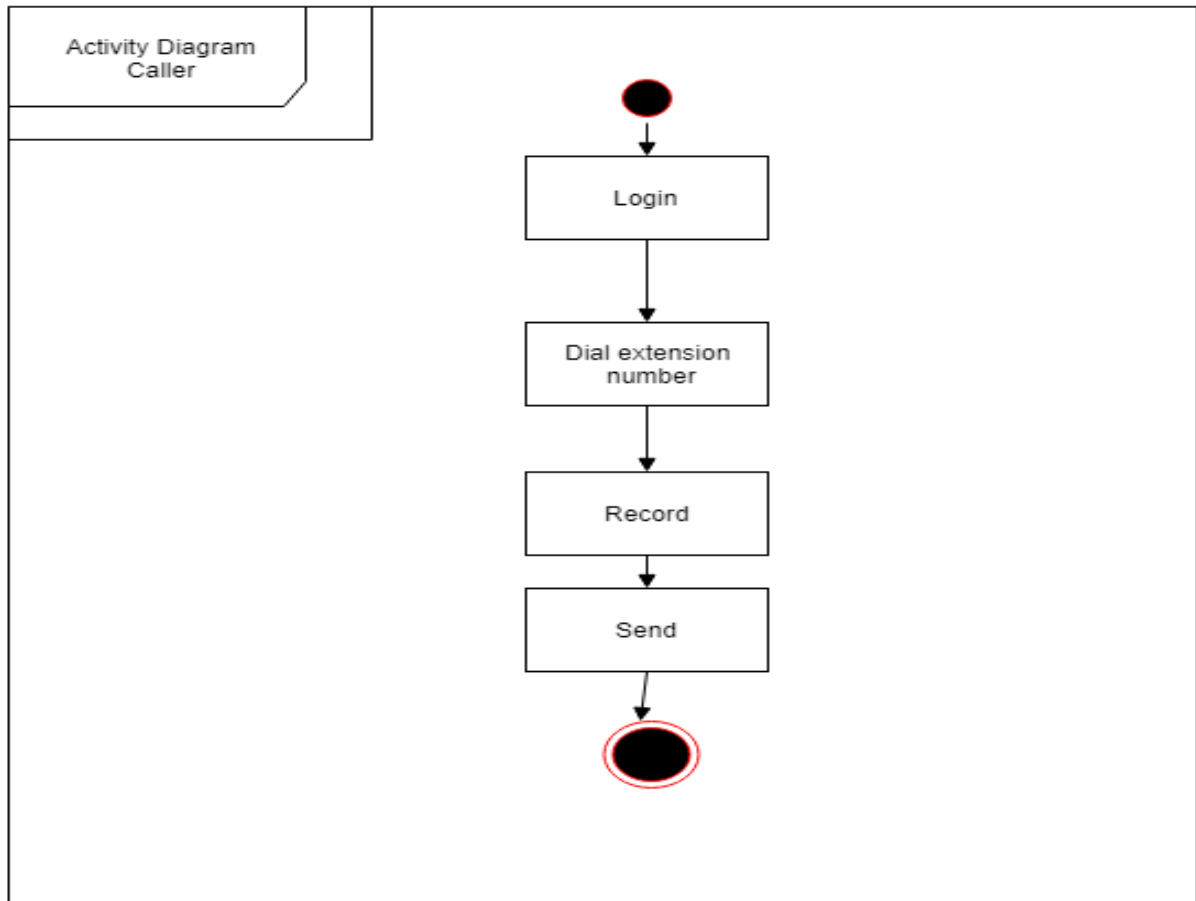 Activity Diagram
Caller
Login
Dial extension
number
Record
Send